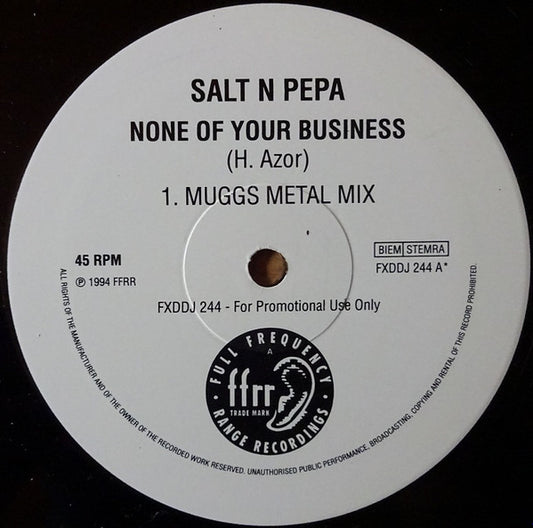 SALT N PEPA
NONE OF YOUR BUSINESS
(H. Azor)
1. MUGGS METAL MIX
45 RPM
℗ 1994 FFRR
BIEM STEMRA
FXDDJ 244 A*
FXDDJ 244 - For Promotional Use Only
· FULL FREQUENCY ·
A
ffrr
TRADE MARK
RANGE RECORDINGS
ALL RIGHTS OF THE MANUFACTURER AND OF THE OWNER OF THE RECORDED WORK RESERVED. UNAUTHORISED PUBLIC PERFORMANCE, BROADCASTING, COPYING AND RENTAL OF THIS RECORD PROHIBITED.